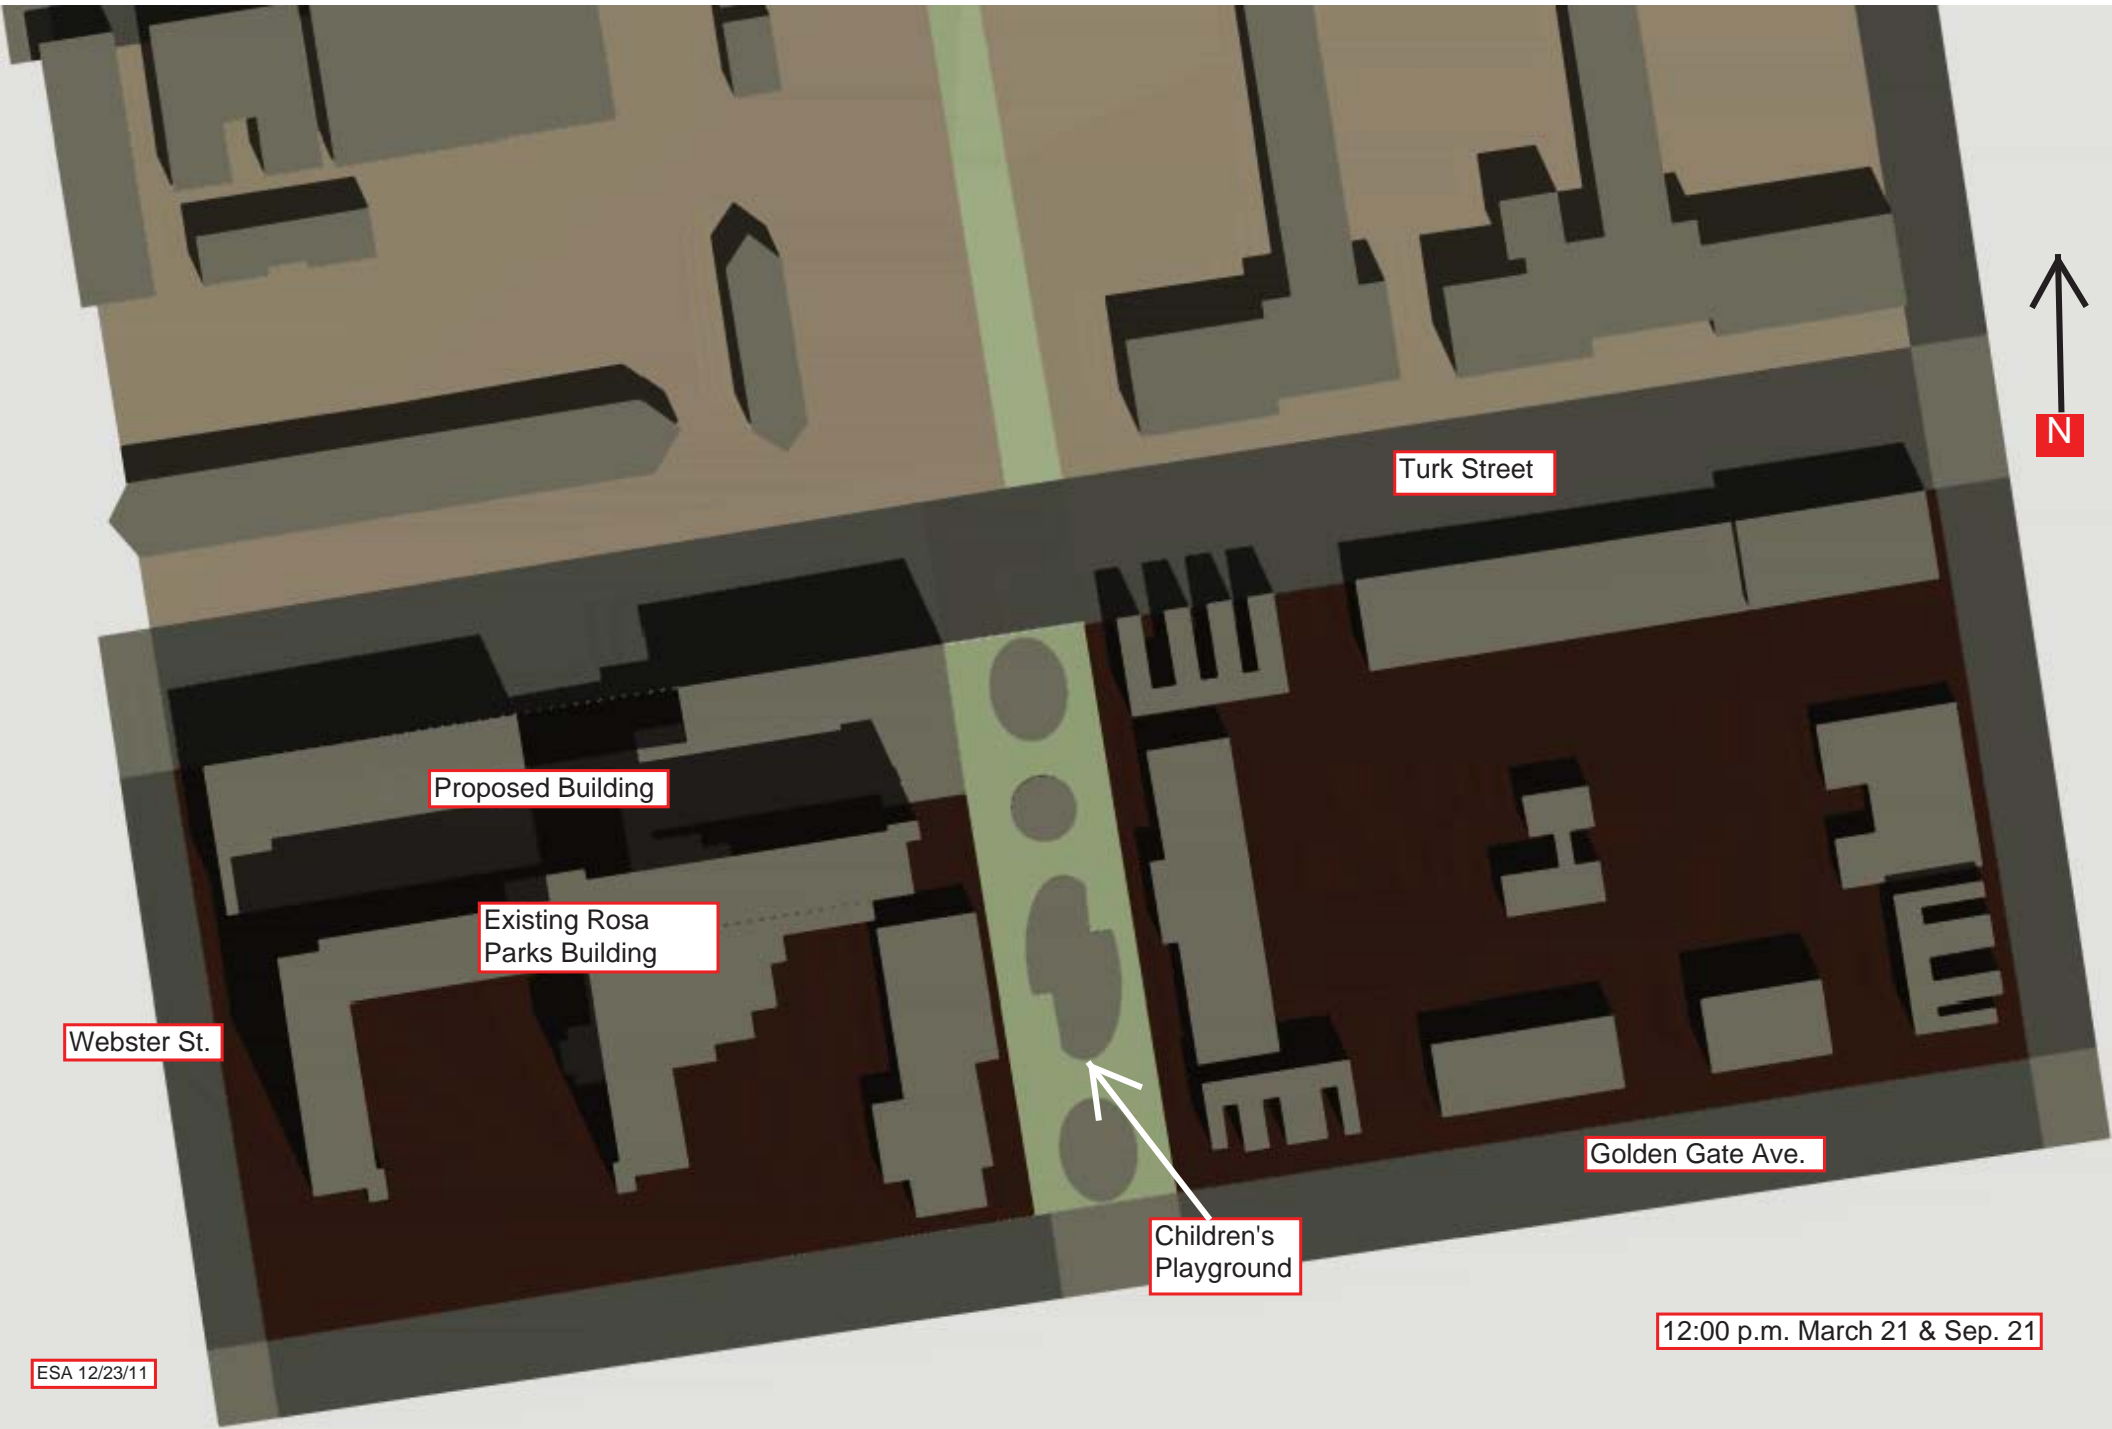 N
Turk Street
Proposed Building
Existing Rosa
Parks Building
Webster St.
Golden Gate Ave.
Children's
Playground
12:00 p.m. March 21 & Sep. 21
ESA 12/23/11